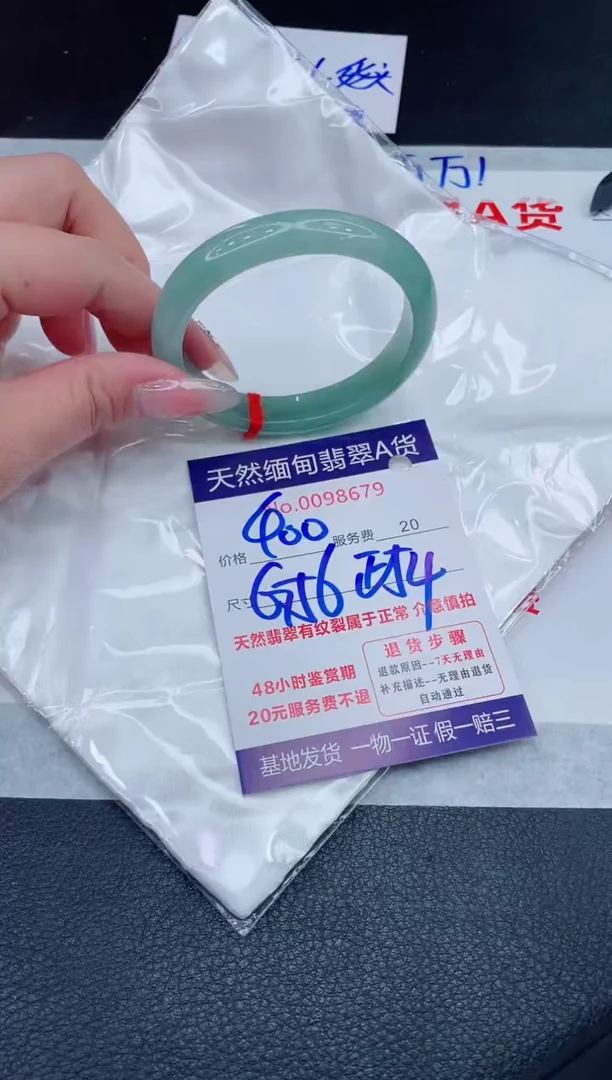 万!
A货
天然缅甸翡翠A货
No.0098679
价格 400 服务费 20
尺寸
天然翡翠有纹裂属于正常 介意慎拍
48小时鉴赏期
20元服务费不退
退货步骤
退款原因--7天无理由
补充描述--无理由退货
自动通过
基地发货 一物一证 假一赔三